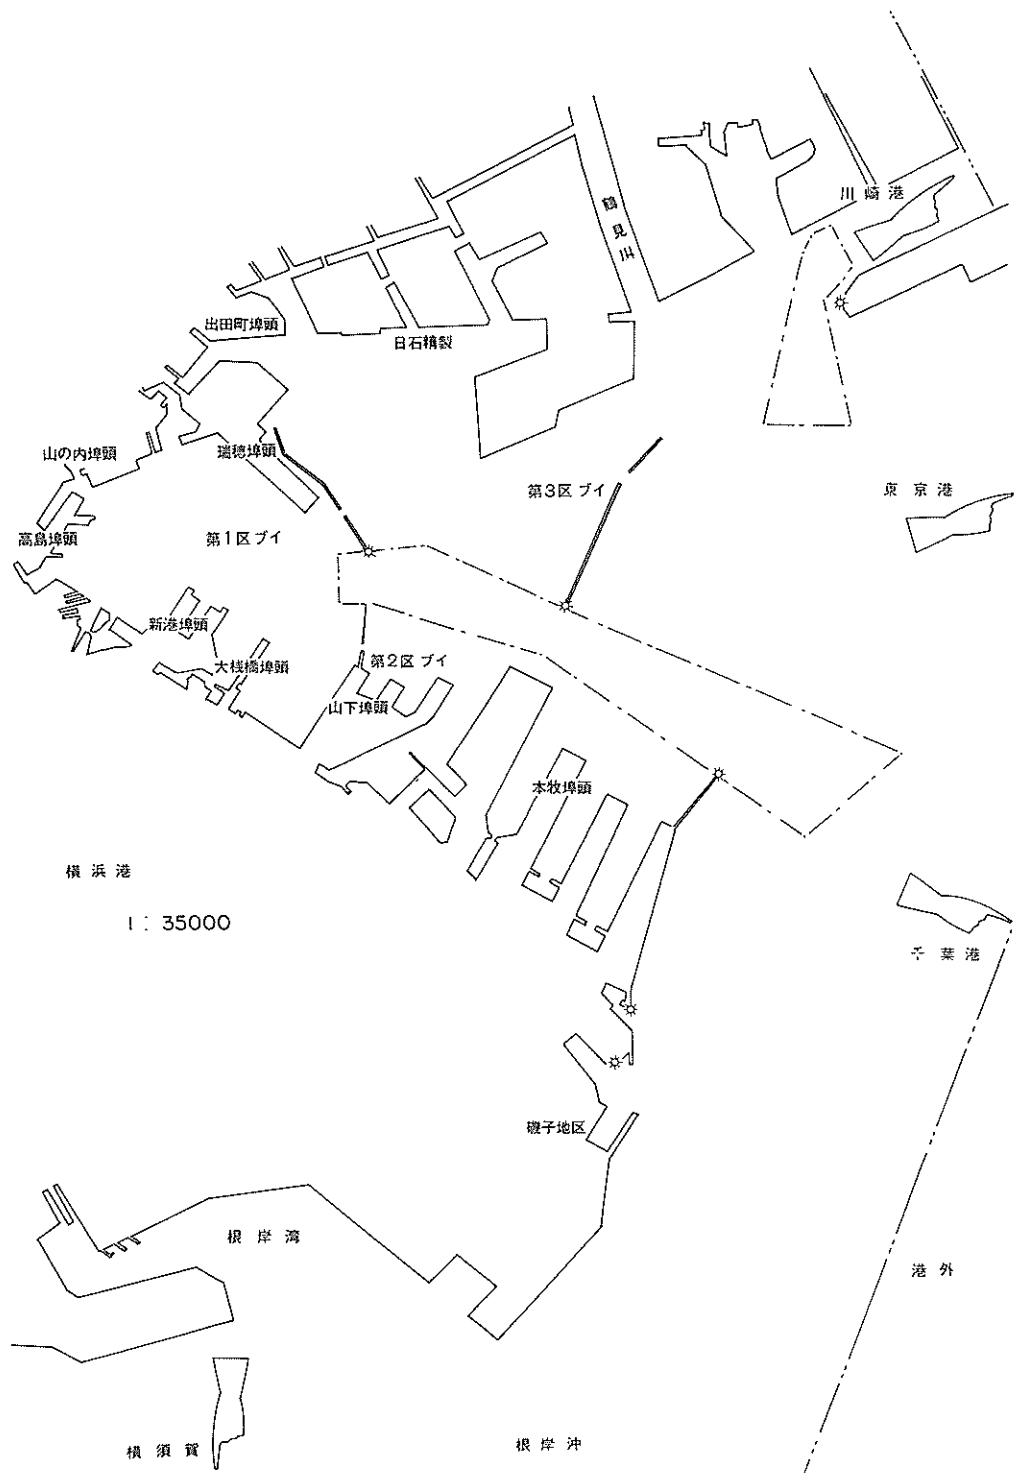 川崎港
鶴見川
出田町埠頭
日石精製
山の内埠頭
瑞穂埠頭
第3区ブイ
東京港
高島埠頭
第1区ブイ
新港埠頭
大桟橋埠頭
第2区ブイ
山下埠頭
本牧埠頭
横浜港
1:35000
千葉港
磯子地区
根岸湾
港外
横須賀
根岸沖